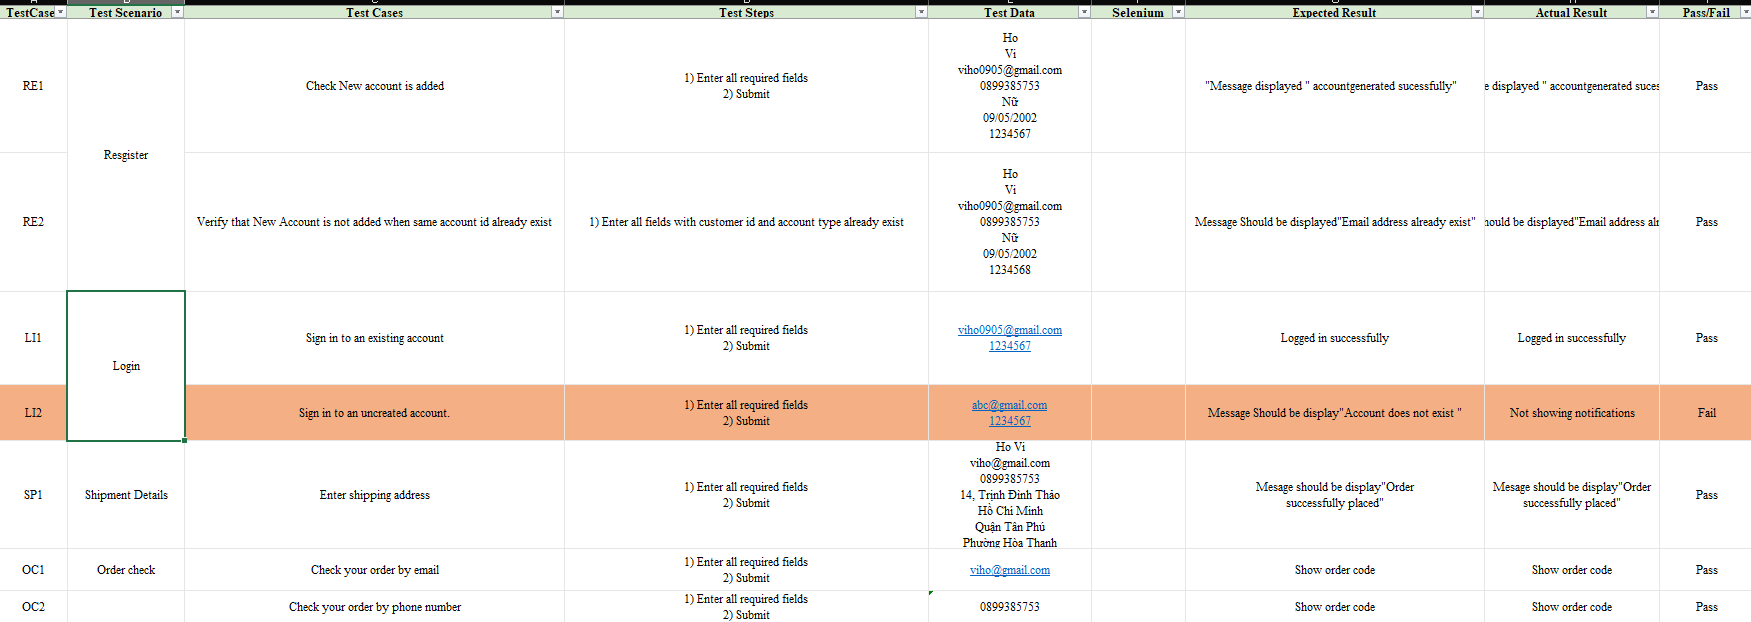 TestCase Test Scenario Test Cases Test Steps Test Data Selenium Expected Result Actual Result Pass/Fail
RE1
Resgister
Check New account is added
1) Enter all required fields
2) Submit
Ho
Vi
viho0905@gmail.com
0899385753
Nữ
09/05/2002
1234567
"Message displayed " accountgenerated sucessfully"
e displayed " accountgenerated suces
Pass
RE2
Verify that New Account is not added when same account id already exist
1) Enter all fields with customer id and account type already exist
Ho
Vi
viho0905@gmail.com
0899385753
Nữ
09/05/2002
1234568
Message Should be displayed"Email address already exist"
hould be displayed"Email address alr
Pass
LI1
Login
Sign in to an existing account
1) Enter all required fields
2) Submit
viho0905@gmail.com
1234567
Logged in successfully
Logged in successfully
Pass
LI2
Sign in to an uncreated account.
1) Enter all required fields
2) Submit
abc@gmail.com
1234567
Message Should be display"Account does not exist "
Not showing notifications
Fail
SP1
Shipment Details
Enter shipping address
1) Enter all required fields
2) Submit
Ho Vi
viho@gmail.com
0899385753
14, Trịnh Đình Thảo
Hồ Chí Minh
Quận Tân Phú
Phường Hòa Thanh
Mesage should be display"Order
successfully placed"
Mesage should be display"Order
successfully placed"
Pass
OC1
Order check
Check your order by email
1) Enter all required fields
2) Submit
viho@gmail.com
Show order code
Show order code
Pass
OC2
Check your order by phone number
1) Enter all required fields
2) Submit
0899385753
Show order code
Show order code
Pass